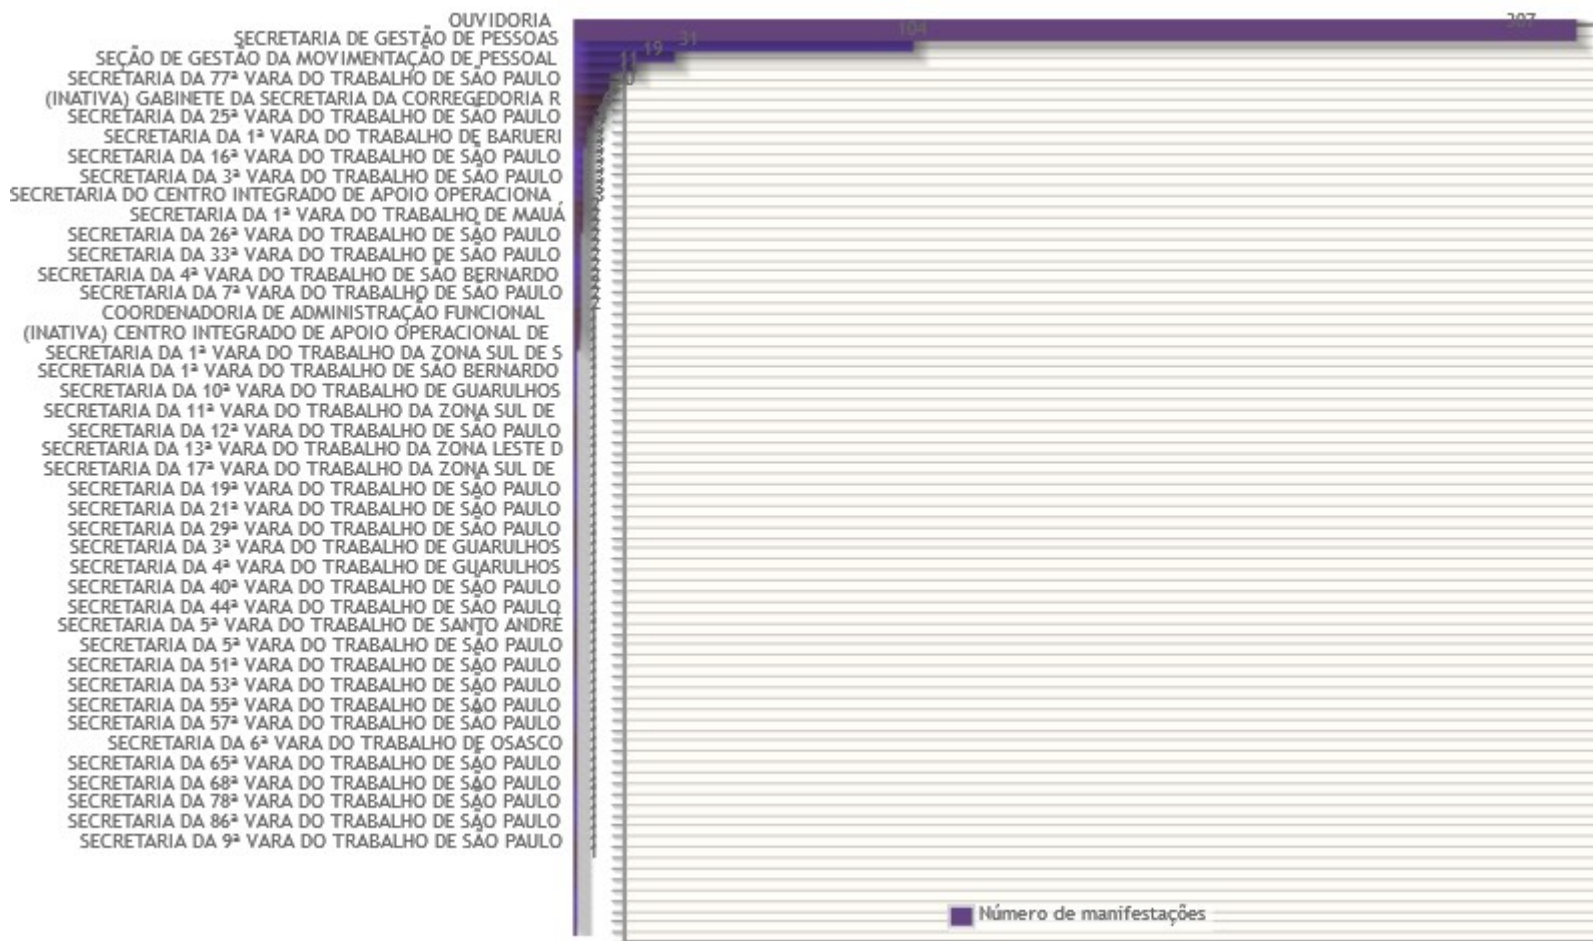 OUVIDORIA
307
SECRETARIA DE GESTÃO DE PESSOAS
104
31
SEÇÃO DE GESTÃO DA MOVIMENTAÇÃO DE PESSOAL
19
11
SECRETARIA DA 77ª VARA DO TRABALHO DE SÃO PAULO
(INATIVA) GABINETE DA SECRETARIA DA CORREGEDORIA R
SECRETARIA DA 25ª VARA DO TRABALHO DE SÃO PAULO
SECRETARIA DA 1ª VARA DO TRABALHO DE BARUERI
SECRETARIA DA 16ª VARA DO TRABALHO DE SÃO PAULO
SECRETARIA DA 3ª VARA DO TRABALHO DE SÃO PAULO
SECRETARIA DO CENTRO INTEGRADO DE APOIO OPERACIONA
SECRETARIA DA 1ª VARA DO TRABALHO DE MAUÁ
SECRETARIA DA 26ª VARA DO TRABALHO DE SÃO PAULO
SECRETARIA DA 33ª VARA DO TRABALHO DE SÃO PAULO
SECRETARIA DA 4ª VARA DO TRABALHO DE SÃO BERNARDO
SECRETARIA DA 7ª VARA DO TRABALHO DE SÃO PAULO
COORDENADORIA DE ADMINISTRAÇÃO FUNCIONAL
(INATIVA) CENTRO INTEGRADO DE APOIO OPERACIONAL DE
SECRETARIA DA 1ª VARA DO TRABALHO DA ZONA SUL DE S
SECRETARIA DA 1ª VARA DO TRABALHO DE SÃO BERNARDO
SECRETARIA DA 10ª VARA DO TRABALHO DE GUARULHOS
SECRETARIA DA 11ª VARA DO TRABALHO DA ZONA SUL DE
SECRETARIA DA 12ª VARA DO TRABALHO DE SÃO PAULO
SECRETARIA DA 13ª VARA DO TRABALHO DA ZONA LESTE D
SECRETARIA DA 17ª VARA DO TRABALHO DA ZONA SUL DE
SECRETARIA DA 19ª VARA DO TRABALHO DE SÃO PAULO
SECRETARIA DA 21ª VARA DO TRABALHO DE SÃO PAULO
SECRETARIA DA 29ª VARA DO TRABALHO DE SÃO PAULO
SECRETARIA DA 3ª VARA DO TRABALHO DE GUARULHOS
SECRETARIA DA 4ª VARA DO TRABALHO DE GUARULHOS
SECRETARIA DA 40ª VARA DO TRABALHO DE SÃO PAULO
SECRETARIA DA 44ª VARA DO TRABALHO DE SÃO PAULO
SECRETARIA DA 5ª VARA DO TRABALHO DE SANTO ANDRÉ
SECRETARIA DA 5ª VARA DO TRABALHO DE SÃO PAULO
SECRETARIA DA 51ª VARA DO TRABALHO DE SÃO PAULO
SECRETARIA DA 53ª VARA DO TRABALHO DE SÃO PAULO
SECRETARIA DA 55ª VARA DO TRABALHO DE SÃO PAULO
SECRETARIA DA 57ª VARA DO TRABALHO DE SÃO PAULO
SECRETARIA DA 6ª VARA DO TRABALHO DE OSASCO
SECRETARIA DA 65ª VARA DO TRABALHO DE SÃO PAULO
SECRETARIA DA 68ª VARA DO TRABALHO DE SÃO PAULO
SECRETARIA DA 78ª VARA DO TRABALHO DE SÃO PAULO
SECRETARIA DA 86ª VARA DO TRABALHO DE SÃO PAULO
SECRETARIA DA 9ª VARA DO TRABALHO DE SÃO PAULO
Número de manifestações